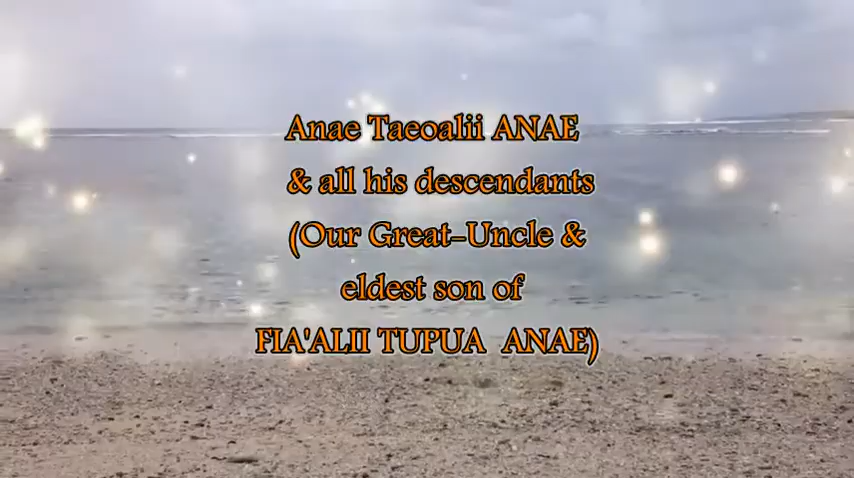 Anae Taeoalii ANAE
& all his descendants
(Our Great-Uncle &
eldest son of
FIA'ALII TUPUA ANAE)